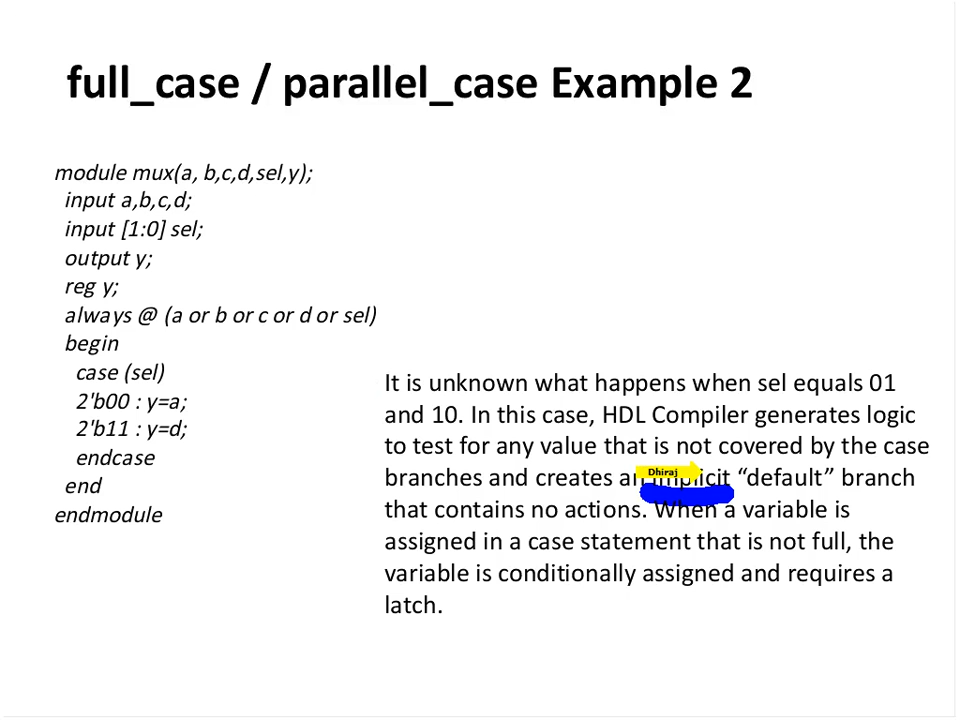 full_case / parallel_case Example 2
module mux(a, b,c,d,sel,y);
input a,b,c,d;
input [1:0] sel;
output y;
reg y;
always @ (a or b or c or d or sel)
begin
case (sel)
2'b00 : y=a;
2'b11 : y=d;
endcase
end
endmodule
It is unknown what happens when sel equals 01
and 10. In this case, HDL Compiler generates logic
to test for any value that is not covered by the case
branches and creates an implicit “default” branch
Dhiraj
that contains no actions. When a variable is
assigned in a case statement that is not full, the
variable is conditionally assigned and requires a
latch.